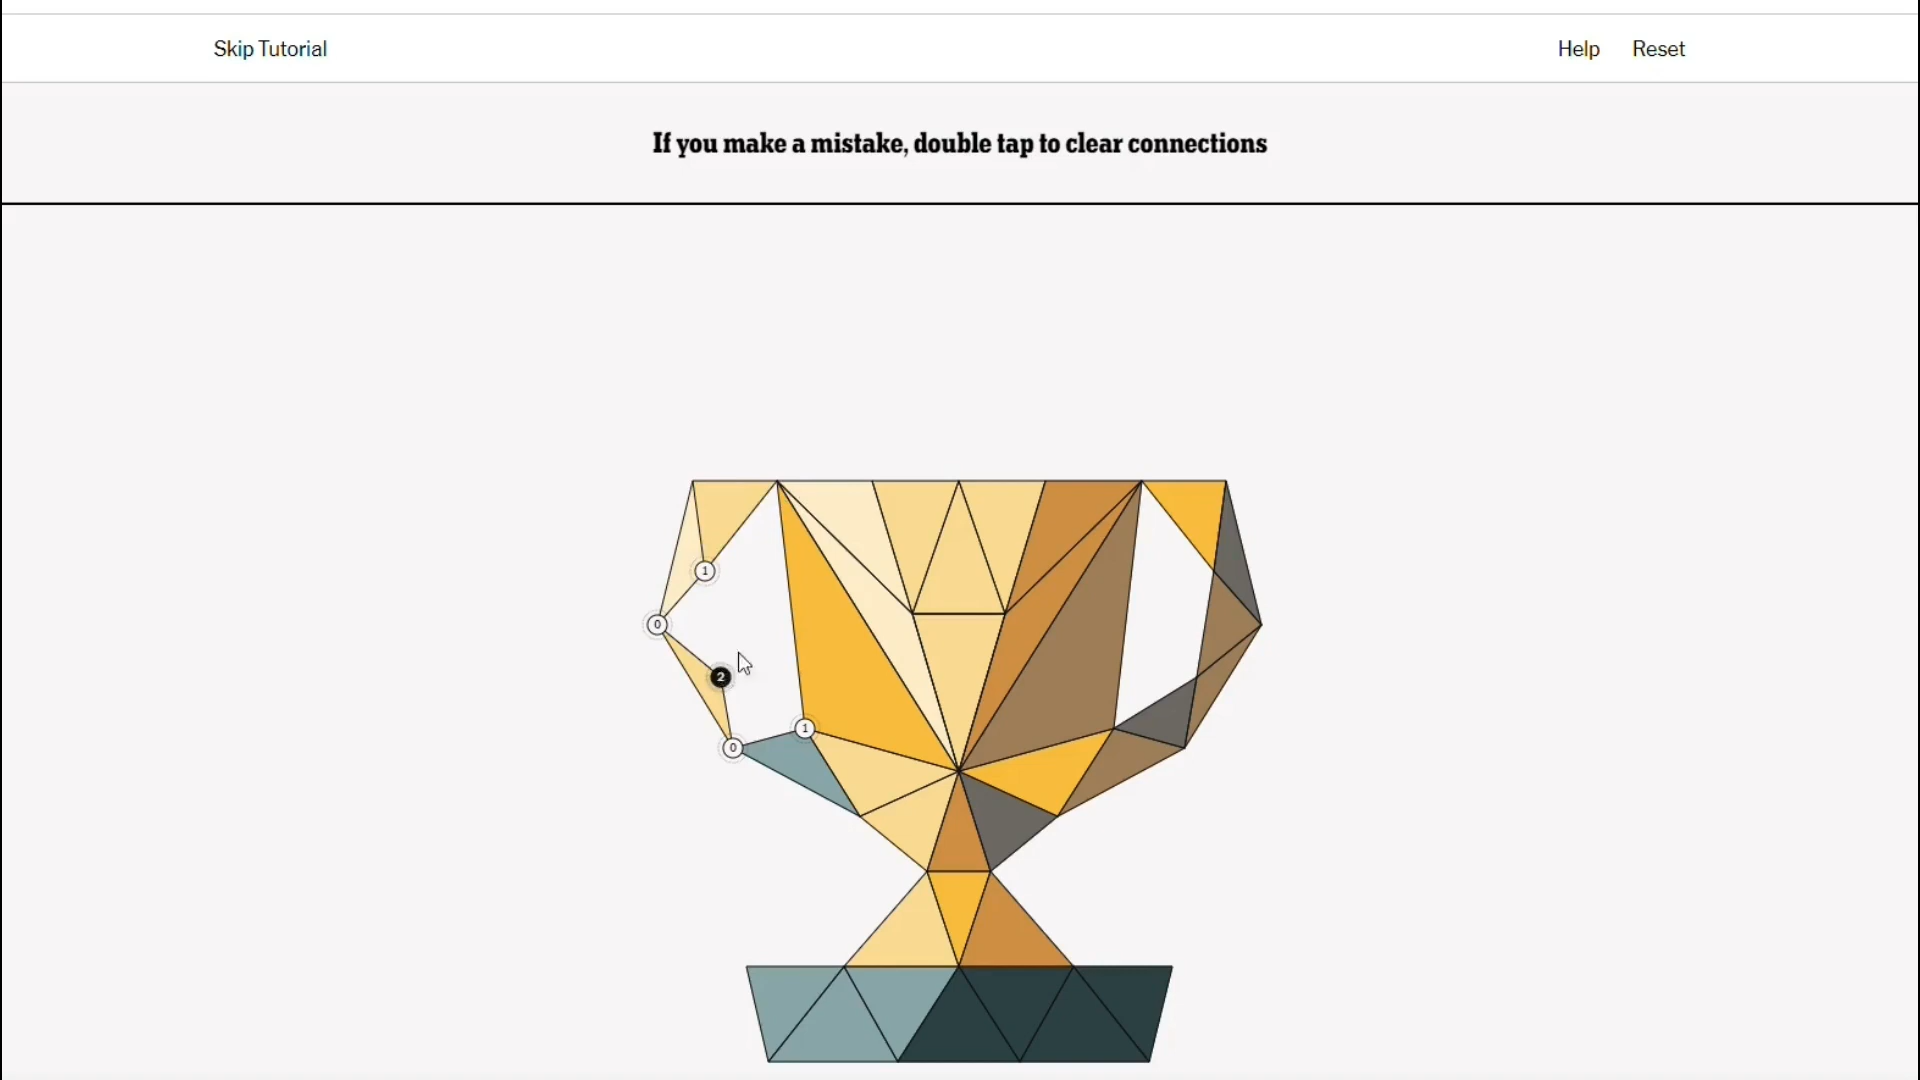 Skip Tutorial
Help Reset
If you make a mistake, double tap to clear connections
1
0
2
1
0